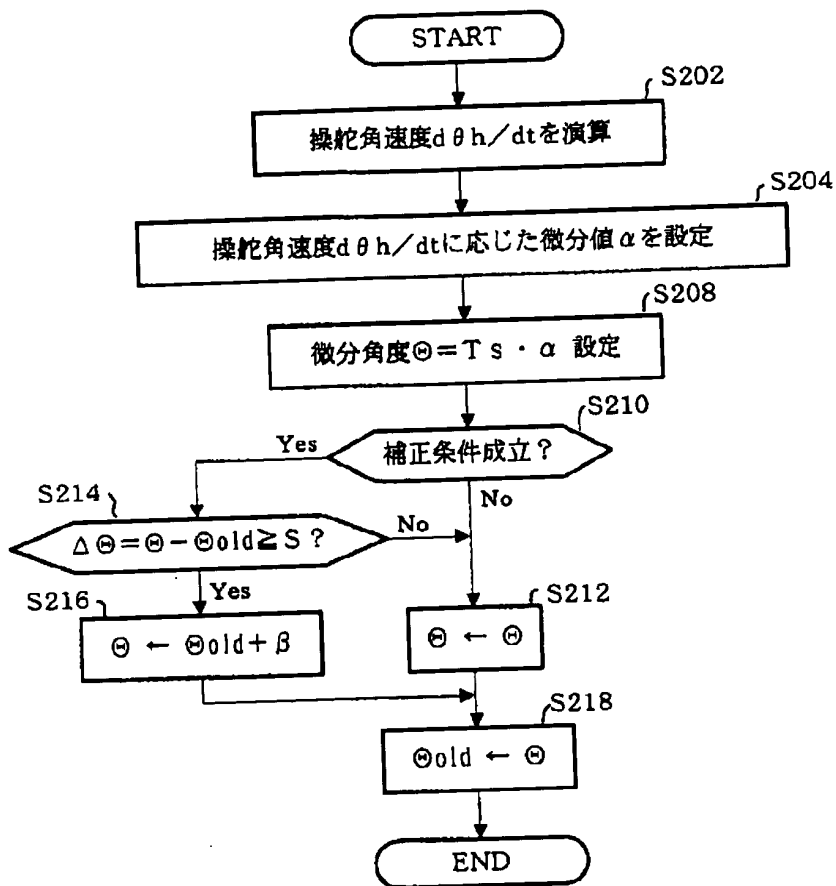 START
S202
操舵角速度dθh/dtを演算
S204
操舵角速度dθh/dtに応じた微分値αを設定
S208
微分角度Θ=Ts・α 設定
S210
補正条件成立?
Yes
No
S214
ΔΘ=Θ-Θold≧S?
No
Yes
S216
Θ ← Θold+β
S212
Θ ← Θ
S218
Θold ← Θ
END